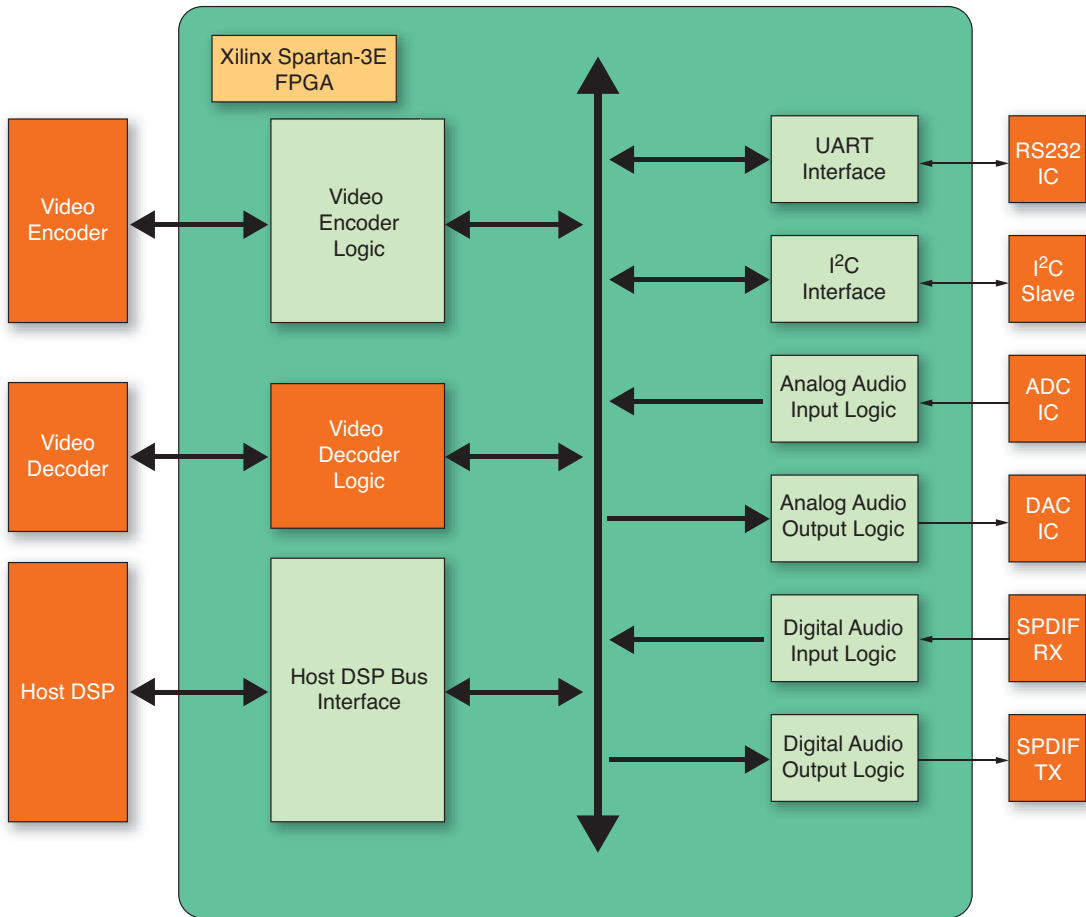 Xilinx Spartan-3E
FPGA
Video
Encoder
Video
Encoder
Logic
UART
Interface
RS232
IC
I²C
Interface
I²C
Slave
Video
Decoder
Video
Decoder
Logic
Analog Audio
Input Logic
ADC
IC
Analog Audio
Output Logic
DAC
IC
Host DSP
Host DSP Bus
Interface
Digital Audio
Input Logic
SPDIF
RX
Digital Audio
Output Logic
SPDIF
TX